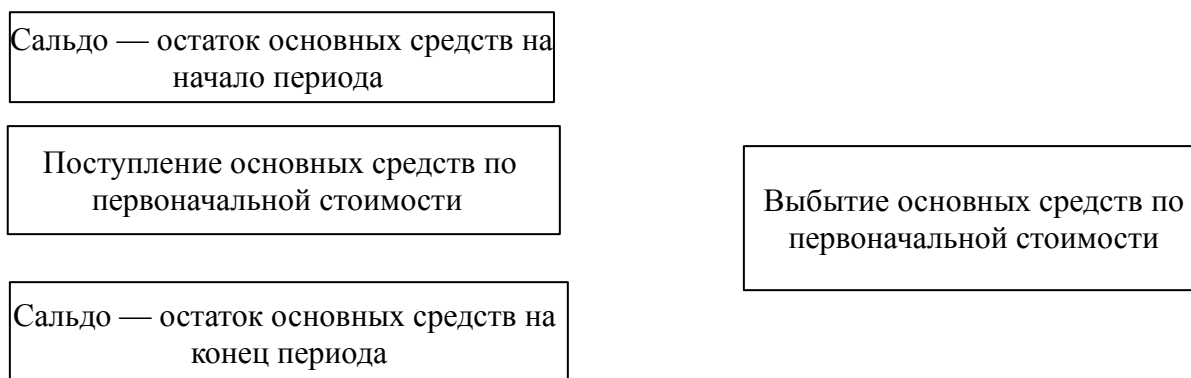 Сальдо — остаток основных средств на
начало периода
Поступление основных средств по
первоначальной стоимости
Выбытие основных средств по
первоначальной стоимости
Сальдо — остаток основных средств на
конец периода